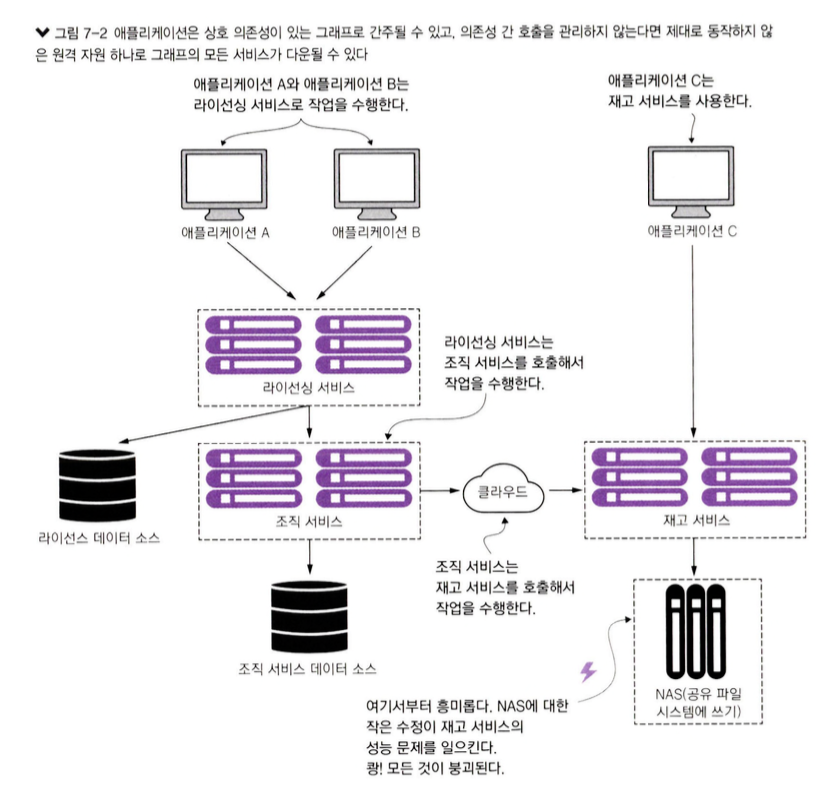 ▼ 그림 7-2 애플리케이션은 상호 의존성이 있는 그래프로 간주될 수 있고, 의존성 간 호출을 관리하지 않는다면 제대로 동작하지 않
은 원격 자원 하나로 그래프의 모든 서비스가 다운될 수 있다
애플리케이션 A와 애플리케이션 B는
라이선싱 서비스로 작업을 수행한다.
애플리케이션 C는
재고 서비스를 사용한다.
애플리케이션 A
애플리케이션 B
애플리케이션 C
라이선싱 서비스
라이선싱 서비스는
조직 서비스를 호출해서
작업을 수행한다.
라이선스 데이터 소스
조직 서비스
클라우드
재고 서비스
조직 서비스는
재고 서비스를 호출해서
작업을 수행한다.
조직 서비스 데이터 소스
NAS(공유 파일
시스템에 쓰기)
여기서부터 흥미롭다. NAS에 대한
작은 수정이 재고 서비스의
성능 문제를 일으킨다.
쾅! 모든 것이 붕괴된다.